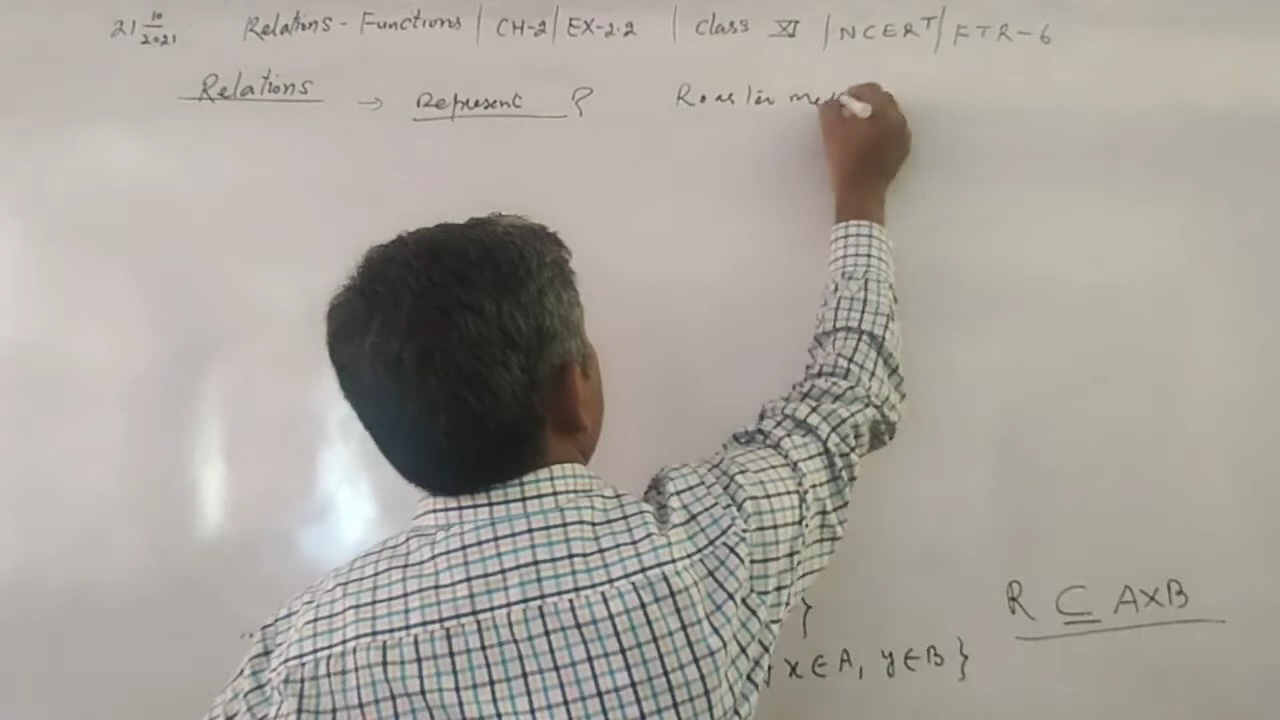 21 10/2021 Relations - Functions | CH-2 | EX-2.2 | Class XI | NCERT | FTR-6
Relations → Represent ?
}
R ⊆ A×B
x∈A, y∈B }